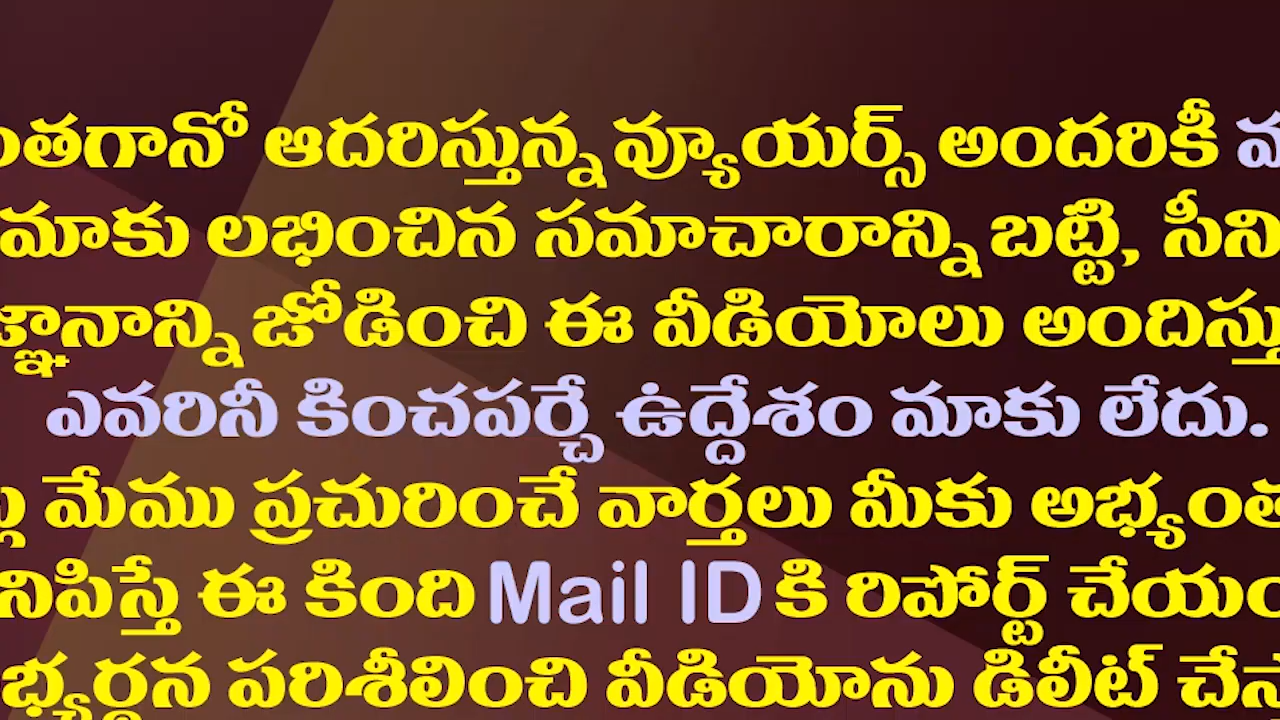 ఆదరిస్తున్న వ్యూయర్స్ అందరికీ
మాకు లభించిన సమాచారాన్ని బట్టి,
జోడించి ఈ వీడియోలు
ఎవరినీ కించపర్చే ఉద్దేశం మాకు లేదు.
మేము ప్రచురించే వార్తలు మీకు
ఈ కింది Mail ID కి రిపోర్ట్
పరిశీలించి వీడియోను డిలీట్